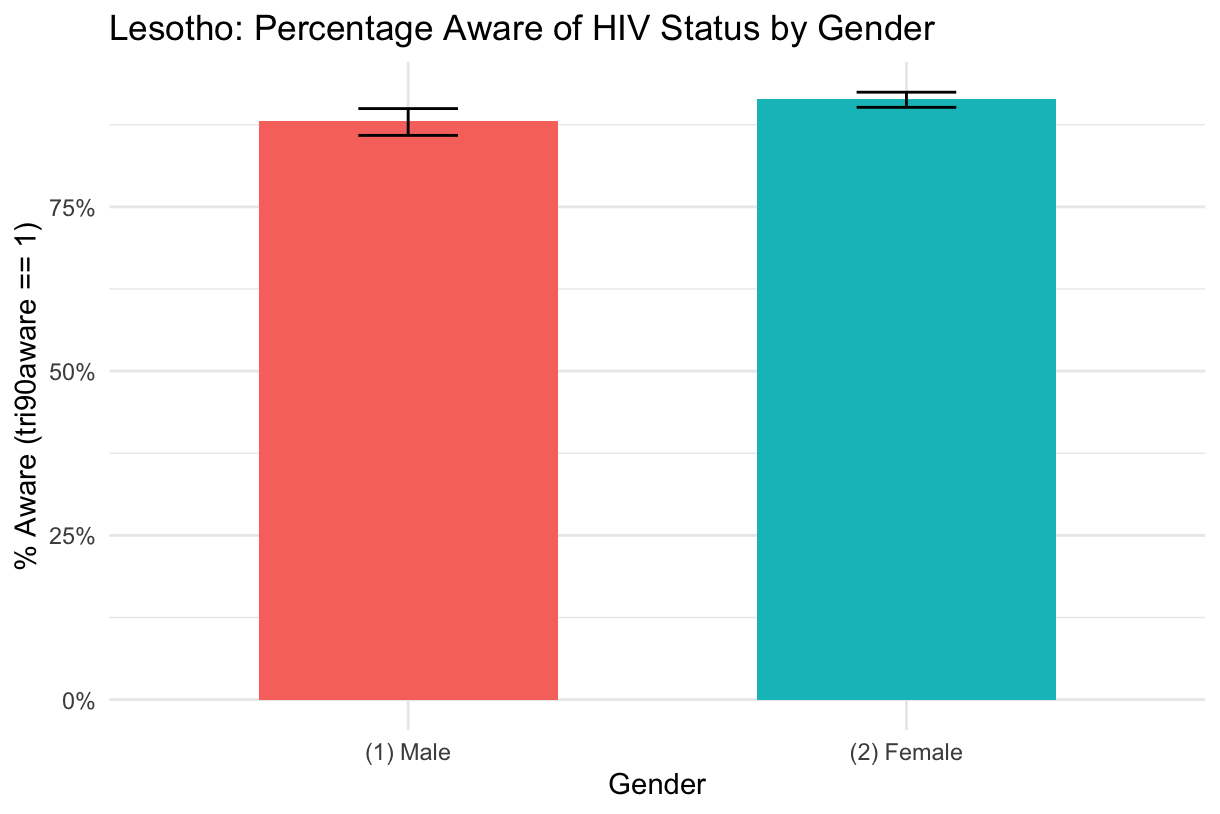 Lesotho: Percentage Aware of HIV Status by Gender
% Aware (tri90aware == 1)
75%
50%
25%
0%
(1) Male
(2) Female
Gender